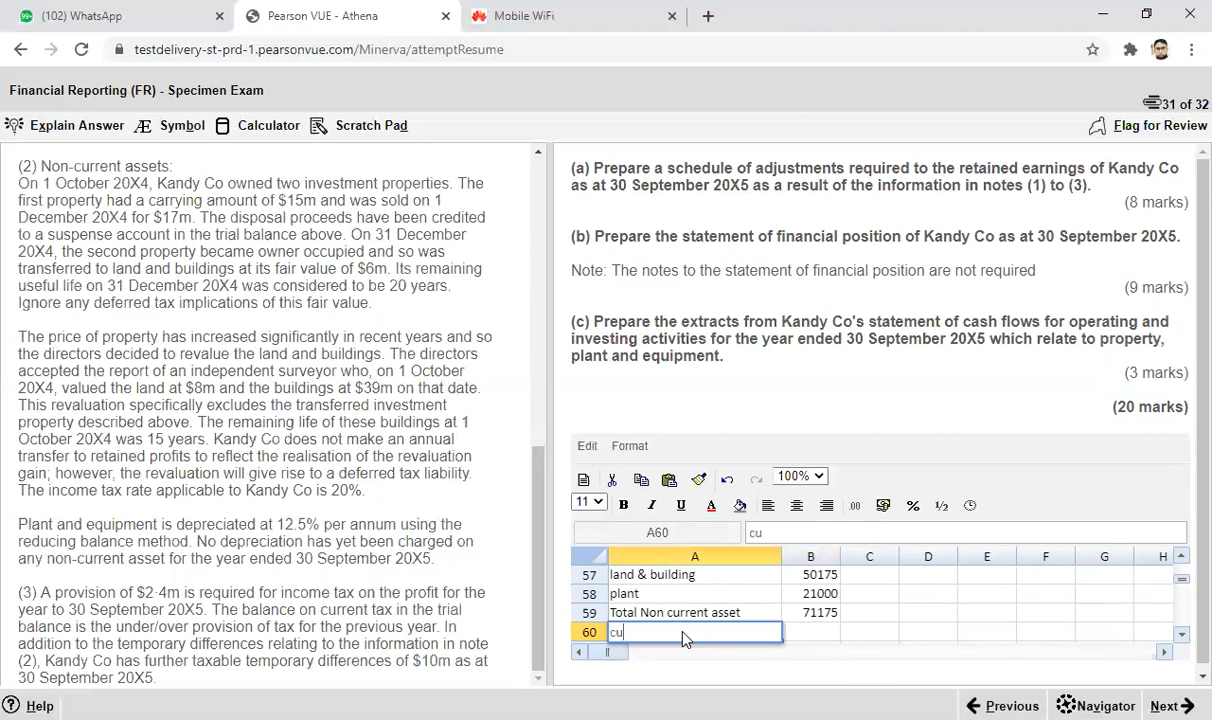 (102) WhatsApp
Pearson VUE - Athena
Mobile WiFi
testdelivery-st-prd-1.pearsonvue.com/Minerva/attemptResume
Financial Reporting (FR) - Specimen Exam
31 of 32
Explain Answer
Symbol
Calculator
Scratch Pad
Flag for Review
(2) Non-current assets:
On 1 October 20X4, Kandy Co owned two investment properties. The
first property had a carrying amount of $15m and was sold on 1
December 20X4 for $17m. The disposal proceeds have been credited
to a suspense account in the trial balance above. On 31 December
20X4, the second property became owner occupied and so was
transferred to land and buildings at its fair value of $6m. Its remaining
useful life on 31 December 20X4 was considered to be 20 years.
Ignore any deferred tax implications of this fair value.
The price of property has increased significantly in recent years and so
the directors decided to revalue the land and buildings. The directors
accepted the report of an independent surveyor who, on 1 October
20X4, valued the land at $8m and the buildings at $39m on that date.
This revaluation specifically excludes the transferred investment
property described above. The remaining life of these buildings at 1
October 20X4 was 15 years. Kandy Co does not make an annual
transfer to retained profits to reflect the realisation of the revaluation
gain; however, the revaluation will give rise to a deferred tax liability.
The income tax rate applicable to Kandy Co is 20%.
Plant and equipment is depreciated at 12.5% per annum using the
reducing balance method. No depreciation has yet been charged on
any non-current asset for the year ended 30 September 20X5.
(3) A provision of $2·4m is required for income tax on the profit for the
year to 30 September 20X5. The balance on current tax in the trial
balance is the under/over provision of tax for the previous year. In
addition to the temporary differences relating to the information in note
(2), Kandy Co has further taxable temporary differences of $10m as at
30 September 20X5.
(a) Prepare a schedule of adjustments required to the retained earnings of Kandy Co
as at 30 September 20X5 as a result of the information in notes (1) to (3).
(8 marks)
(b) Prepare the statement of financial position of Kandy Co as at 30 September 20X5.
Note: The notes to the statement of financial position are not required
(9 marks)
(c) Prepare the extracts from Kandy Co's statement of cash flows for operating and
investing activities for the year ended 30 September 20X5 which relate to property,
plant and equipment.
(3 marks)
(20 marks)
Edit Format
100%
11 B I U A .00 % ½
A60 cu
A B C D E F G H
57 land & building 50175
58 plant 21000
59 Total Non current asset 71175
60 cu
Help
Previous
Navigator
Next